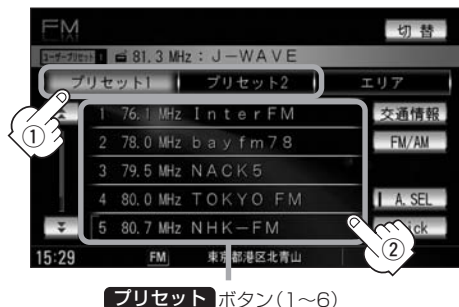 FM
切 替
ユーザープリセット 1 81.3 MHz : J-WAVE
プリセット1 プリセット2 エリア
①
1 76.1 MHz InterFM 交通情報
2 78.0 MHz bayfm78 FM/AM
3 79.5 MHz NACK5
4 80.0 MHz TOKYO FM A.SEL
5 80.7 MHz NHK-FM ick
②
15:29 FM 東京都港区北青山
プリセット ボタン(1~6)